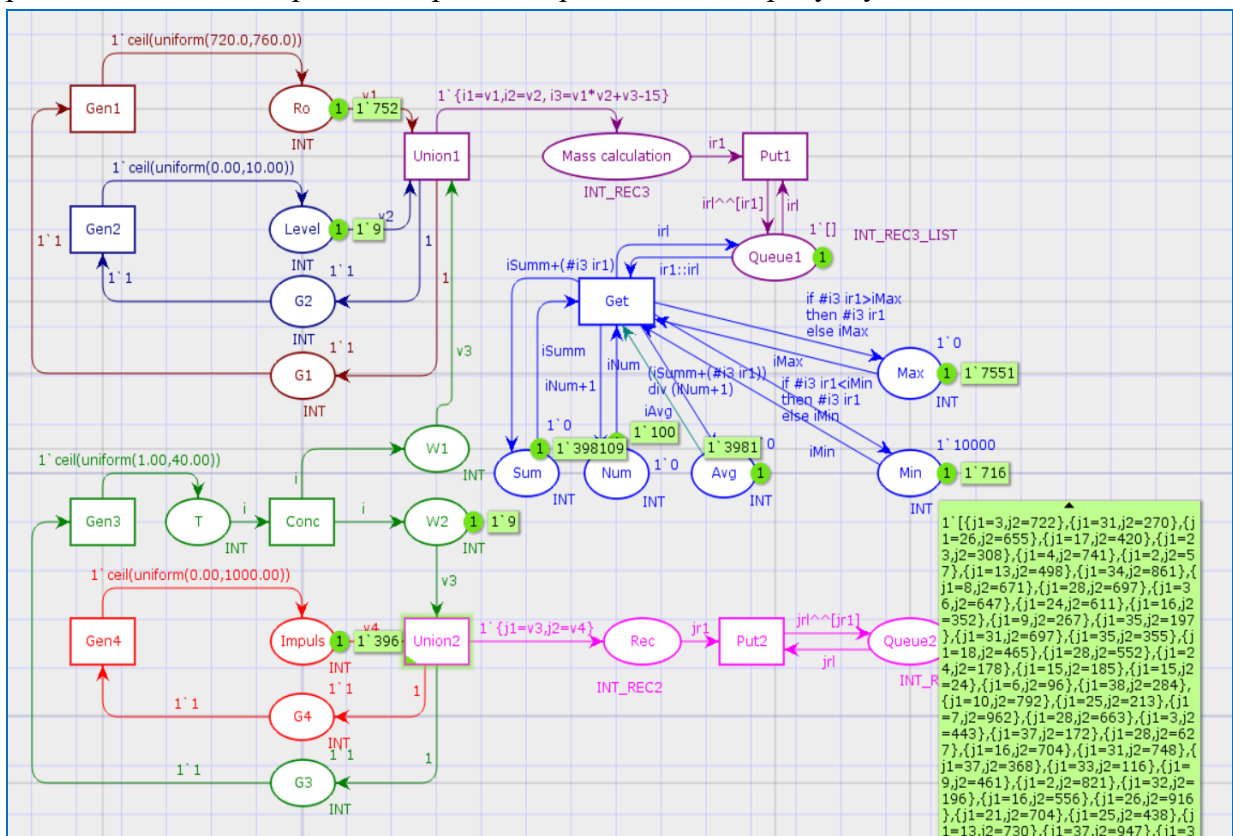 1`ceil(uniform(720.0,760.0))
Gen1
Ro
1
1`752
v1
INT
1`{i1=v1,i2=v2, i3=v1*v2+v3-15}
Union1
Mass calculation
INT_REC3
ir1
Put1
irl^^[ir1]
irl
1`ceil(uniform(0.00,10.00))
Gen2
Level
1
1`9
v2
INT
1`[]
INT_REC3_LIST
Queue1
1
1`1
1`1
1`1
G2
INT
1
1
1`1
G1
INT
irl
ir1::irl
iSumm+(#i3 ir1)
Get
if #i3 ir1>iMax
then #i3 ir1
else iMax
1`0
Max
1
1`7551
INT
iMax
iSumm
iNum
iNum+1
(iSumm+(#i3 ir1))
div (iNum+1)
iAvg
if #i3 ir1<iMin
then #i3 ir1
else iMin
iMin
1`10000
Min
1
1`716
INT
1`0
1
1`398109
Sum
INT
1`100
Num
1`0
INT
1`3981
0
Avg
1
INT
v3
W1
INT
1`ceil(uniform(1.00,40.00))
Gen3
T
INT
i
Conc
i
i
W2
1
1`9
INT
v3
1`ceil(uniform(0.00,1000.00))
Gen4
Impuls
1
1`396
v4
INT
Union2
1`{j1=v3,j2=v4}
Rec
INT_REC2
jr1
Put2
jrl^^[jr1]
jrl
Queue2
INT_R
1`1
1`1
G4
INT
1
1`1
1`1
G3
INT
1
1`[{j1=3,j2=722},{j1=31,j2=270},{j
1=26,j2=655},{j1=17,j2=420},{j1=2
3,j2=308},{j1=4,j2=741},{j1=2,j2=5
7},{j1=13,j2=498},{j1=34,j2=861},{
j1=8,j2=671},{j1=28,j2=697},{j1=3
6,j2=647},{j1=24,j2=611},{j1=16,j2
=352},{j1=9,j2=267},{j1=35,j2=197
},{j1=31,j2=697},{j1=35,j2=355},{j
1=18,j2=465},{j1=28,j2=552},{j1=2
4,j2=178},{j1=15,j2=185},{j1=15,j2
=24},{j1=6,j2=96},{j1=38,j2=284},
{j1=10,j2=792},{j1=25,j2=213},{j1
=7,j2=962},{j1=28,j2=663},{j1=3,j2
=443},{j1=37,j2=172},{j1=28,j2=62
7},{j1=16,j2=704},{j1=31,j2=748},{
j1=37,j2=368},{j1=33,j2=116},{j1=
9,j2=461},{j1=2,j2=821},{j1=32,j2=
196},{j1=16,j2=556},{j1=26,j2=916
},{j1=21,j2=704},{j1=25,j2=438},{j
1=13,j2=730},{j1=37,j2=947},{j1=3